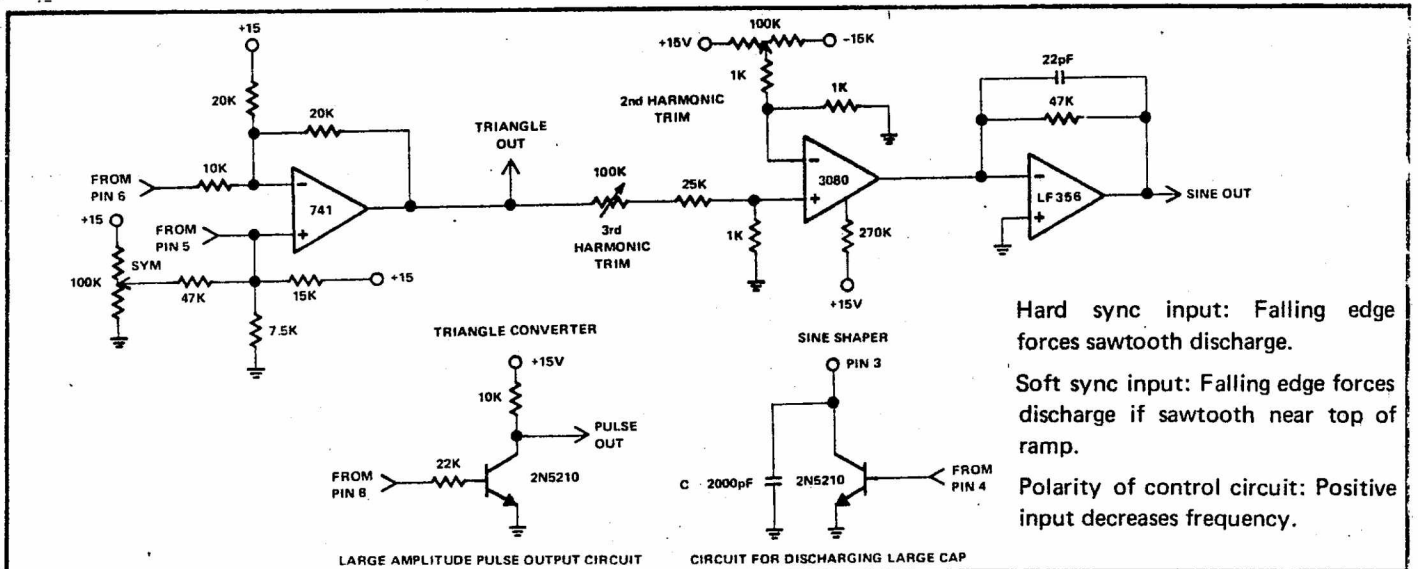 +15
20K
20K
FROM
PIN 6
10K
−
741
+
+15
FROM
PIN 5
SYM
100K
47K
15K
+15
7.5K
TRIANGLE
OUT
100K
3rd
HARMONIC
TRIM
25K
1K
+15V
100K
-15K
1K
2nd HARMONIC
TRIM
1K
−
3080
+
270K
+15V
22pF
47K
−
LF356
+
SINE OUT
TRIANGLE CONVERTER
+15V
10K
PULSE
OUT
FROM
PIN 8
22K
2N5210
LARGE AMPLITUDE PULSE OUTPUT CIRCUIT
SINE SHAPER
PIN 3
C 2000pF
2N5210
FROM
PIN 4
CIRCUIT FOR DISCHARGING LARGE CAP
Hard sync input: Falling edge
forces sawtooth discharge.
Soft sync input: Falling edge forces
discharge if sawtooth near top of
ramp.
Polarity of control circuit: Positive
input decreases frequency.